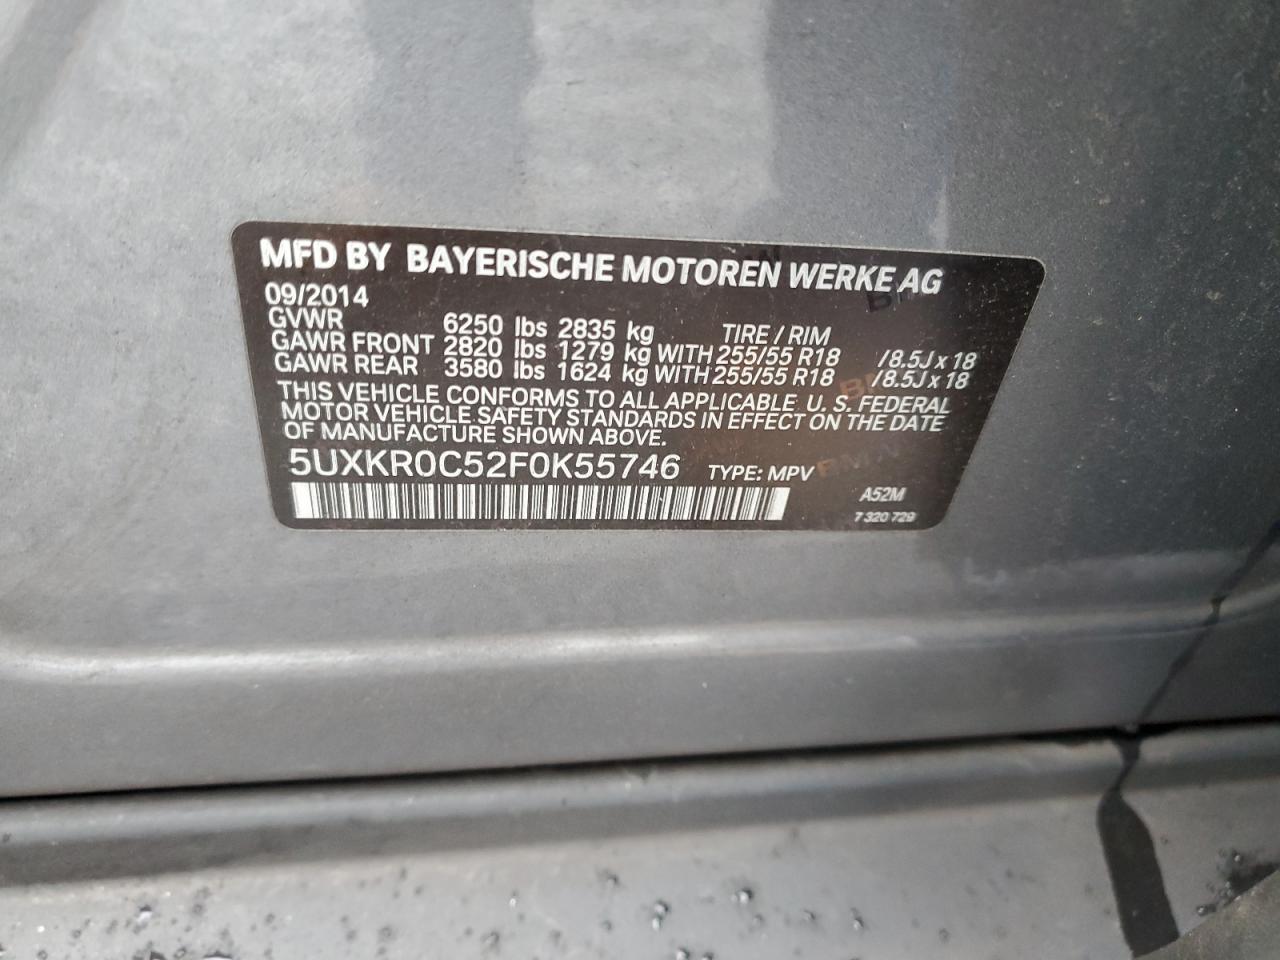 MFD BY BAYERISCHE MOTOREN WERKE AG
09/2014
GVWR 6250 lbs 2835 kg TIRE / RIM
GAWR FRONT 2820 lbs 1279 kg WITH 255/55 R18 / 8.5J x 18
GAWR REAR 3580 lbs 1624 kg WITH 255/55 R18 / 8.5J x 18
THIS VEHICLE CONFORMS TO ALL APPLICABLE U. S. FEDERAL
MOTOR VEHICLE SAFETY STANDARDS IN EFFECT ON THE DATE
OF MANUFACTURE SHOWN ABOVE.
5UXKR0C52F0K55746 TYPE: MPV
A52M
7 320 729